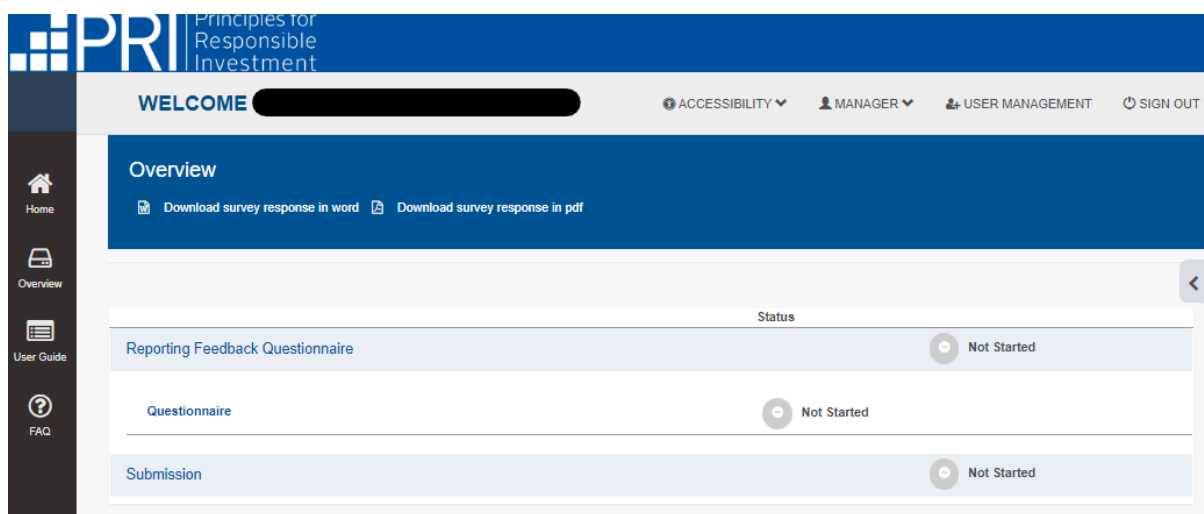 PRI Principles for
Responsible
Investment
WELCOME
ACCESSIBILITY MANAGER USER MANAGEMENT SIGN OUT
Overview
Download survey response in word Download survey response in pdf
Home
Overview
User Guide
FAQ
Status
Reporting Feedback Questionnaire Not Started
Questionnaire Not Started
Submission Not Started